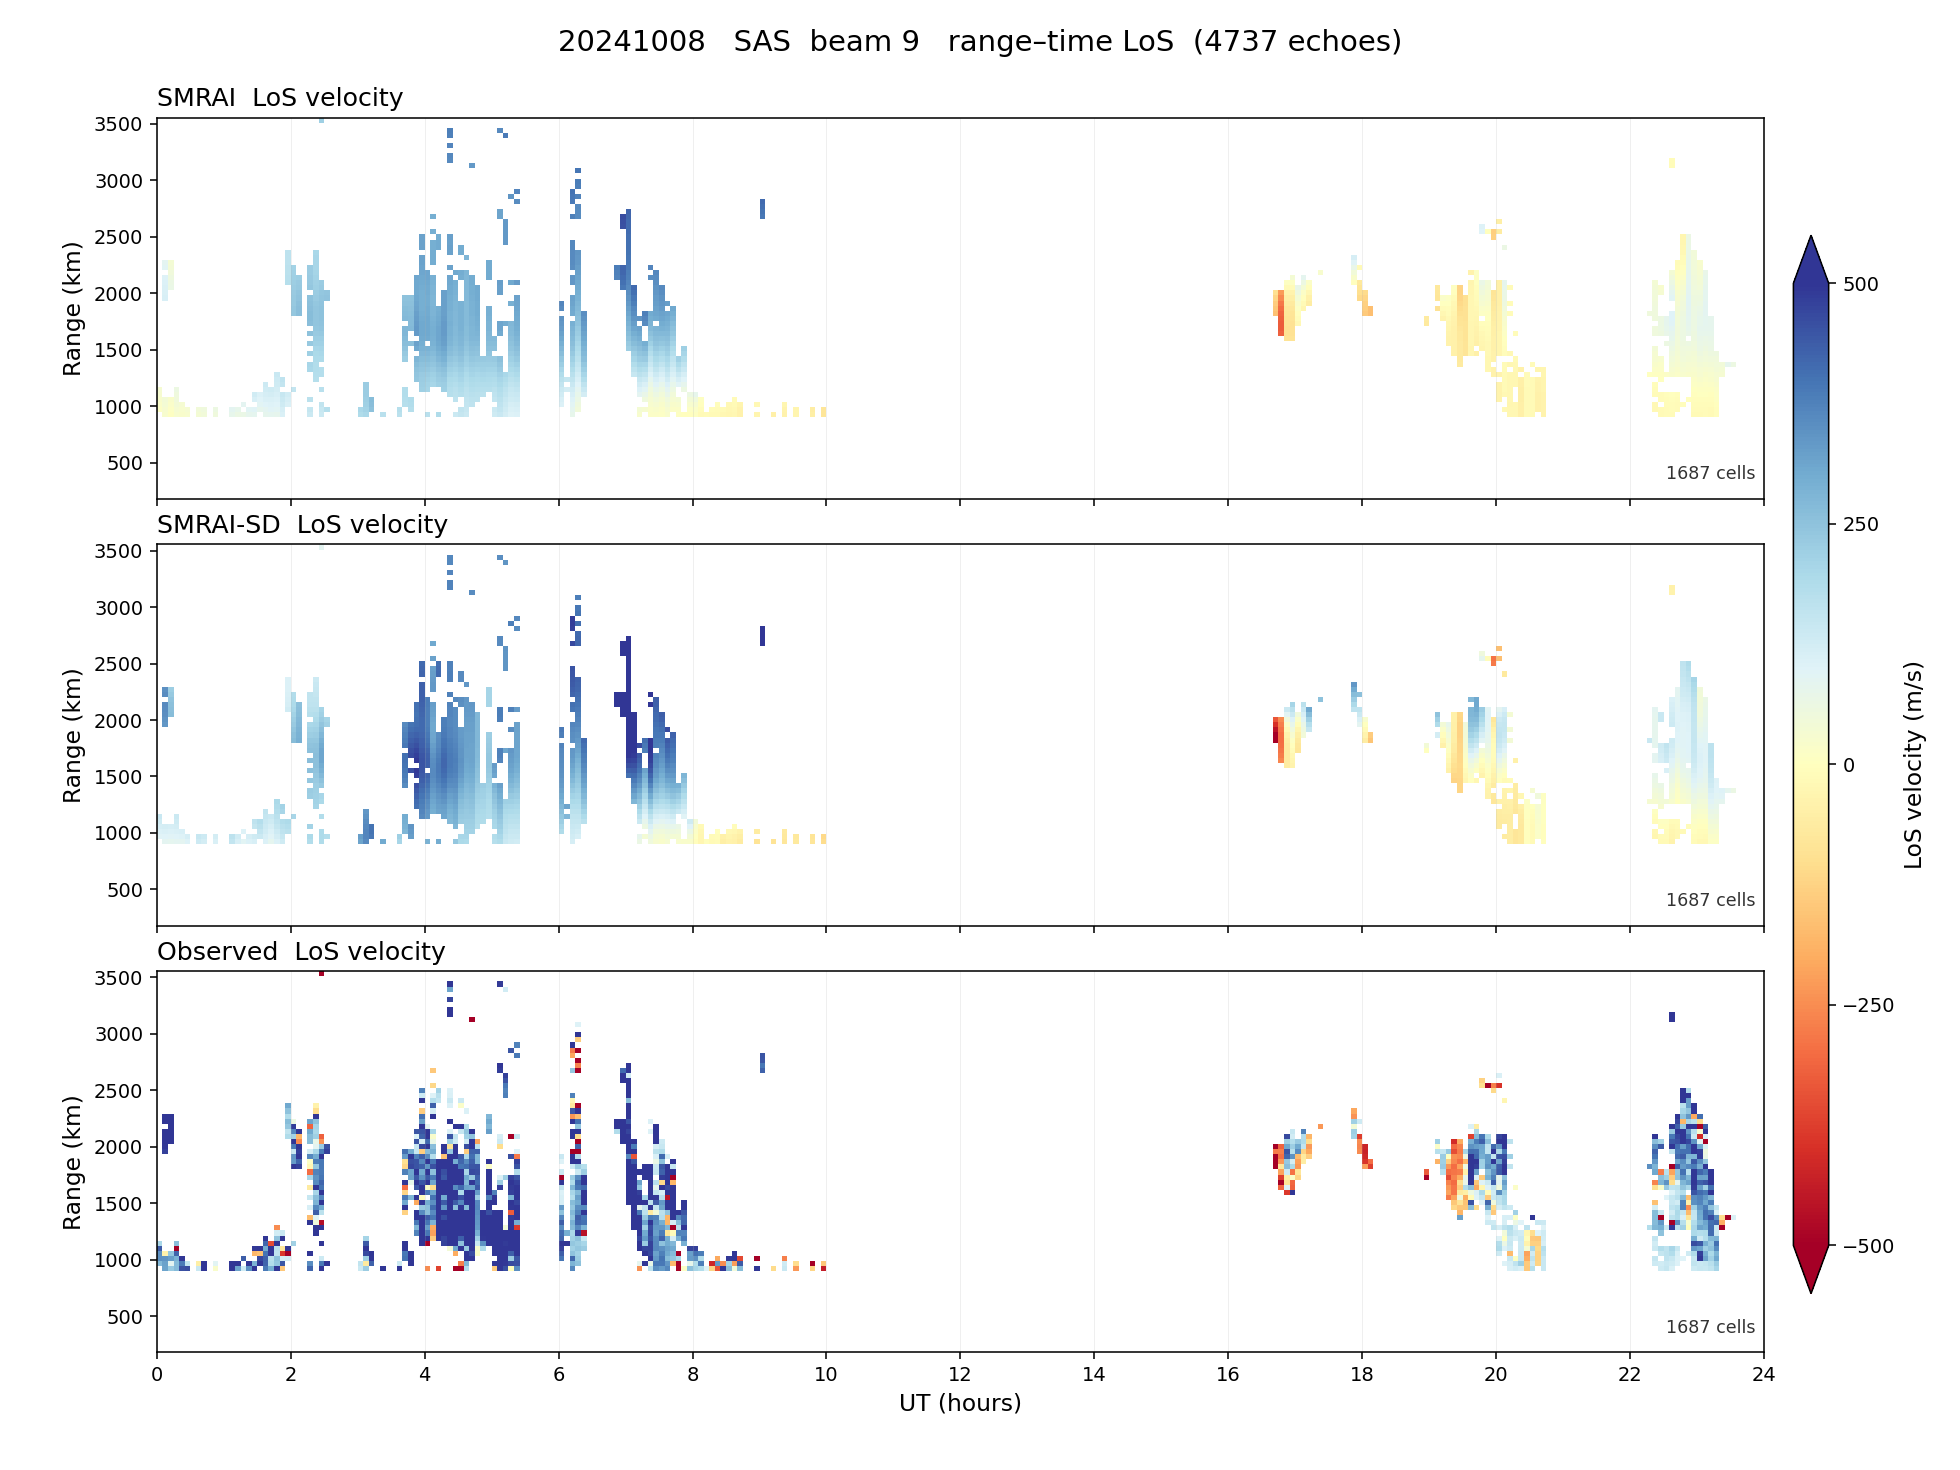 20241008   SAS  beam 9   range–time LoS  (4737 echoes)
SMRAI  LoS velocity
3500
3000
2500
2000
1500
1000
500
Range (km)
1687 cells
SMRAI-SD  LoS velocity
3500
3000
2500
2000
1500
1000
500
Range (km)
1687 cells
Observed  LoS velocity
3500
3000
2500
2000
1500
1000
500
Range (km)
1687 cells
0 2 4 6 8 10 12 14 16 18 20 22 24
UT (hours)
500
250
0
−250
−500
LoS velocity (m/s)